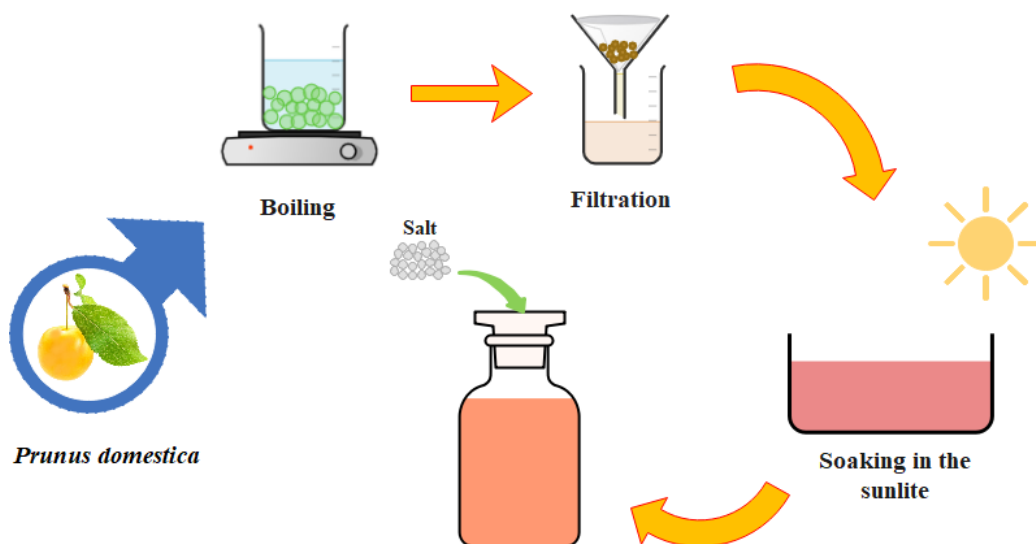 Boiling
Filtration
Salt
Prunus domestica
Soaking in the
sunlite